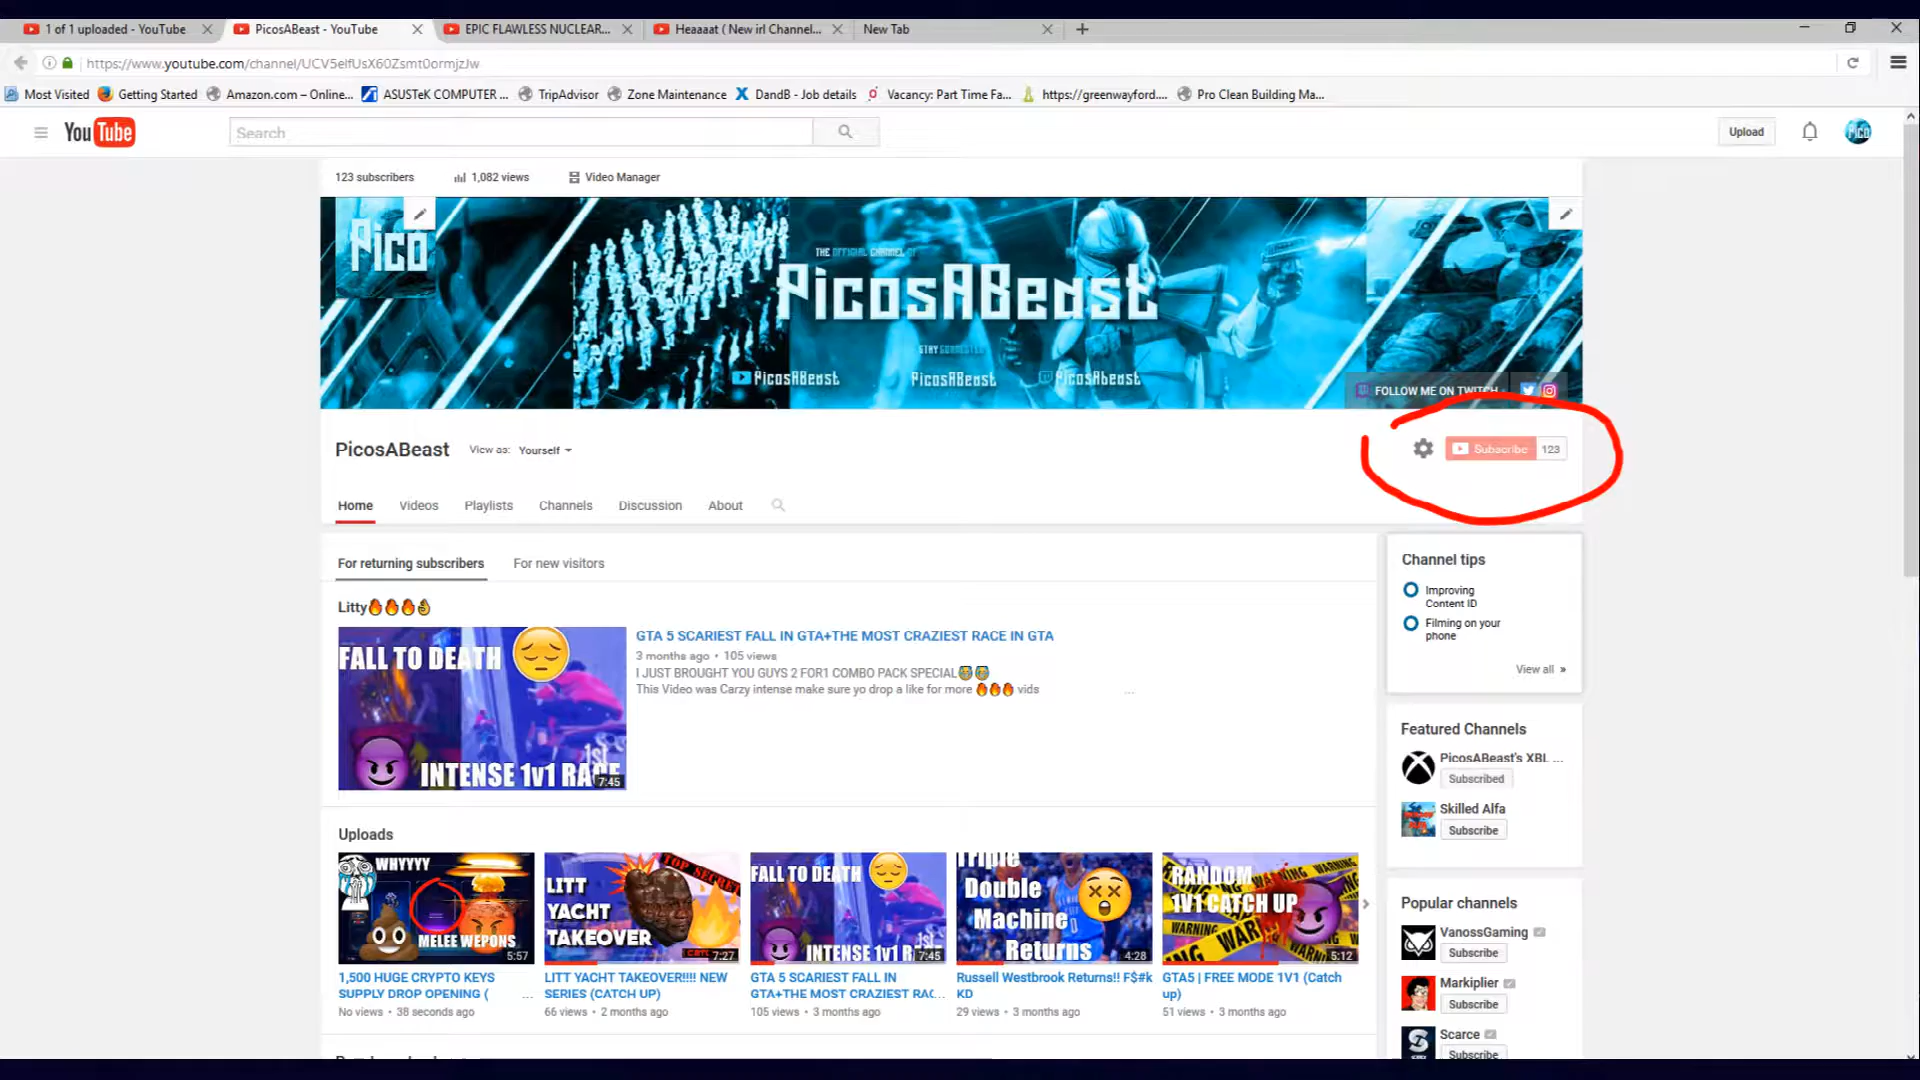 1 of 1 uploaded - YouTube
PicosABeast - YouTube
EPIC FLAWLESS NUCLEAR...
Heaaaat ( New irl Channel...
New Tab
https://www.youtube.com/channel/UCV5elfUsX60Zsmt0ormjzJw
Most Visited
Getting Started
Amazon.com – Online...
ASUSTeK COMPUTER ...
TripAdvisor
Zone Maintenance
DandB - Job details
Vacancy: Part Time Fa...
https://greenwayford....
Pro Clean Building Ma...
YouTube
Search
Upload
PICO
123 subscribers
1,082 views
Video Manager
Pico
THE OFFICIAL CHANNEL OF
PicosABeast
STAY CONNECTED
PicosABeast
PicosABeast
PicosAbeast
FOLLOW ME ON TWITCH
PicosABeast
View as:
Yourself
Subscribe
123
Home
Videos
Playlists
Channels
Discussion
About
For returning subscribers
For new visitors
Litty🔥🔥🔥👌
FALL TO DEATH
1st
INTENSE 1v1 RACE
7:45
GTA 5 SCARIEST FALL IN GTA+THE MOST CRAZIEST RACE IN GTA
3 months ago • 105 views
I JUST BROUGHT YOU GUYS 2 FOR1 COMBO PACK SPECIAL
This Video was Carzy intense make sure yo drop a like for more 🔥🔥🔥 vids ...
Channel tips
Improving
Content ID
Filming on your
phone
View all »
Featured Channels
PicosABeast's XBL ...
Subscribed
Skilled Alfa
Subscribe
Uploads
WHYYYY
MELEE WEPONS
5:57
LITT
YACHT
TAKEOVER
TOP SECRET
7:27
FALL TO DEATH
1st
INTENSE 1v1 R
7:45
Triple
Double
Machine
Returns
4:28
RANDOM
1V1 CATCH UP
WARNING
5:12
1,500 HUGE CRYPTO KEYS
SUPPLY DROP OPENING ( ...
No views • 38 seconds ago
LITT YACHT TAKEOVER!!!! NEW
SERIES (CATCH UP)
66 views • 2 months ago
GTA 5 SCARIEST FALL IN
GTA+THE MOST CRAZIEST RAC...
105 views • 3 months ago
Russell Westbrook Returns!! F$#k
KD
29 views • 3 months ago
GTA5 | FREE MODE 1V1 (Catch
up)
51 views • 3 months ago
Popular channels
VanossGaming
Subscribe
Markiplier
Subscribe
Scarce
Subscribe